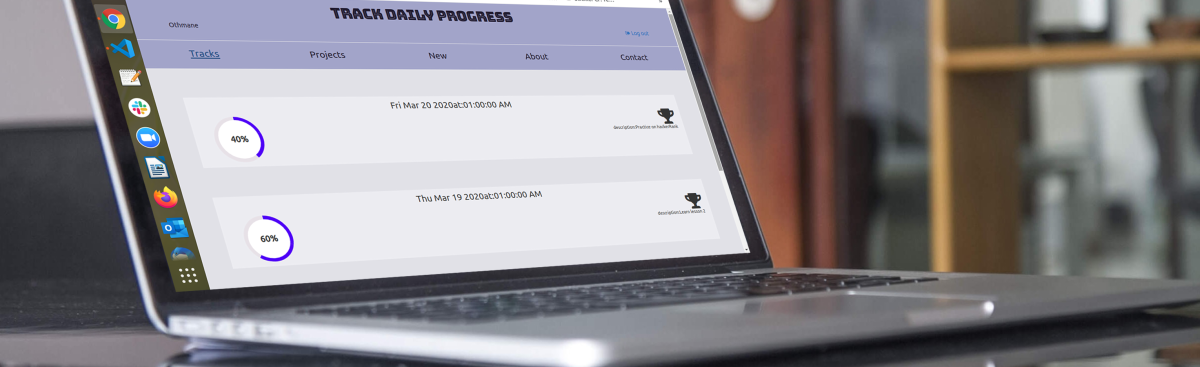 TRACK DAILY PROGRESS
Othmane
Log out
Tracks Projects New About Contact
Fri Mar 20 2020at:01:00:00 AM
40%
description:Practice on hackerRank
Thu Mar 19 2020at:01:00:00 AM
60%
description:Learn lesson 2